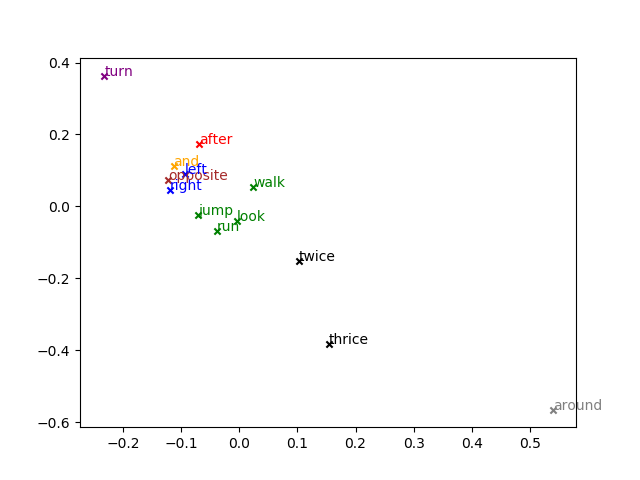 0.4
turn
0.2
after
and
left
opposite
walk
right
0.0
jump
look
run
twice
−0.2
thrice
−0.4
around
−0.6
−0.2 −0.1 0.0 0.1 0.2 0.3 0.4 0.5